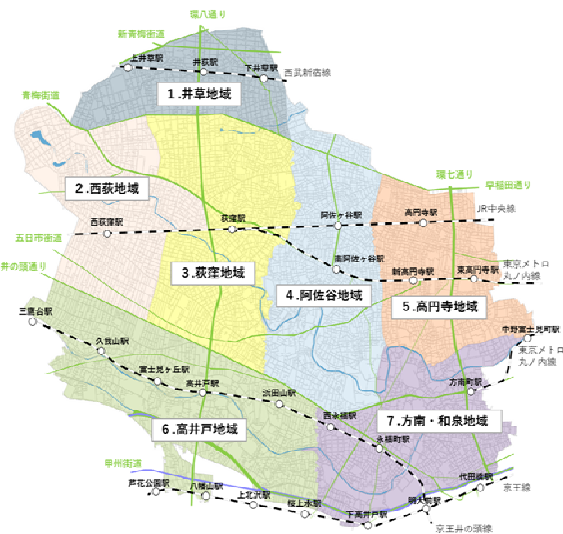 環八通り
新青梅街道
上井草駅
井荻駅
下井草駅
西武新宿線
青梅街道
1.井草地域
環七通り
早稲田通り
2.西荻地域
西荻窪駅
荻窪駅
阿佐ヶ谷駅
高円寺駅
JR中央線
五日市街道
井の頭通り
南阿佐ヶ谷駅
新高円寺駅
東高円寺駅
東京メトロ
丸ノ内線
3.荻窪地域
4.阿佐谷地域
5.高円寺地域
三鷹台駅
久我山駅
富士見ヶ丘駅
高井戸駅
浜田山駅
西永福駅
永福町駅
中野富士見町駅
東京メトロ
丸ノ内線
方南町駅
6.高井戸地域
7.方南・和泉地域
甲州街道
芦花公園駅
八幡山駅
上北沢駅
桜上水駅
下高井戸駅
明大前駅
代田橋駅
京王線
京王井の頭線